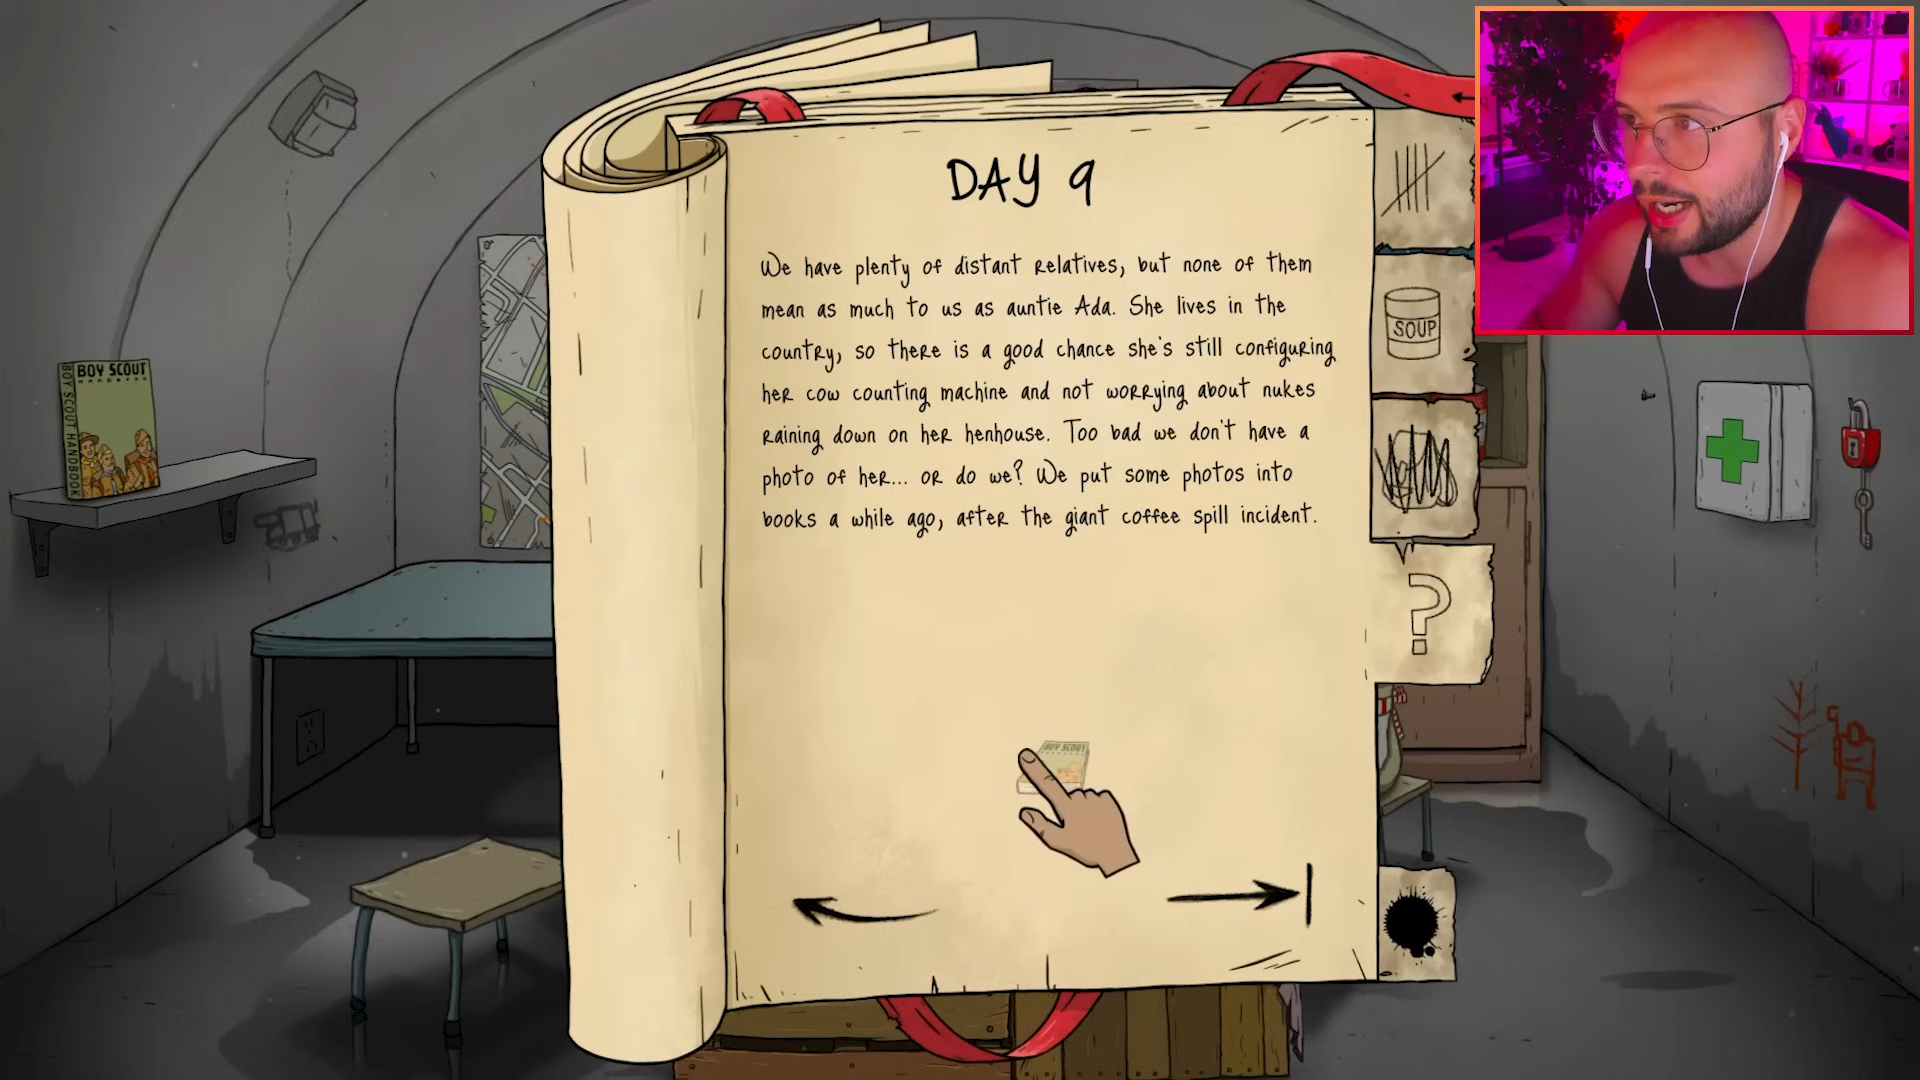 DAY 9
We have plenty of distant relatives, but none of them
mean as much to us as auntie Ada. She lives in the
country, so there is a good chance she's still configuring
her cow counting machine and not worrying about nukes
raining down on her henhouse. Too bad we don't have a
photo of her... or do we? We put some photos into
books a while ago, after the giant coffee spill incident.
BOY SCOUT
HANDBOOK
BOY SCOUT HANDBOOK
SOUP
?
BOY SCOUT